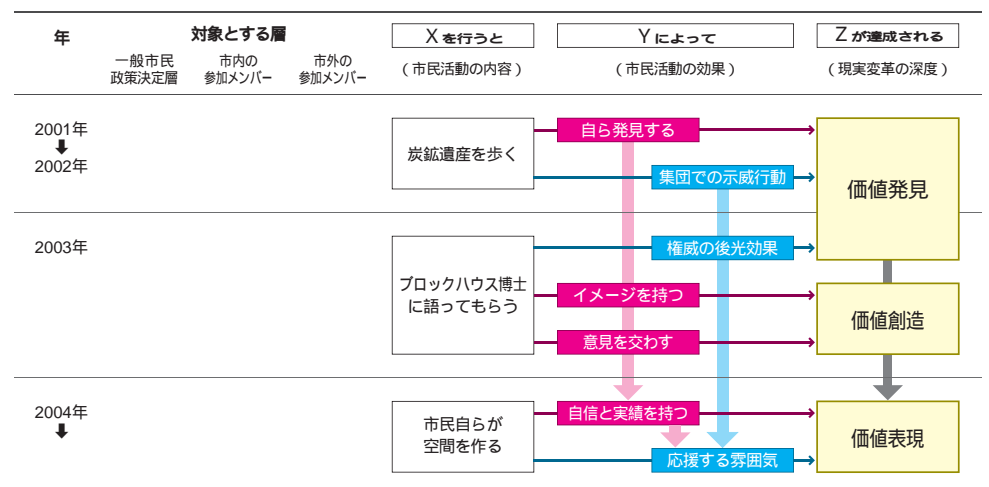 年
対象とする層
X を行うと
Y によって
Z が達成される
一般市民
政策決定層
市内の
参加メンバー
市外の
参加メンバー
(市民活動の内容)
(市民活動の効果)
(現実変革の深度)
2001年
2002年
炭鉱遺産を歩く
自ら発見する
集団での示威行動
価値発見
2003年
ブロックハウス博士
に語ってもらう
権威の後光効果
イメージを持つ
意見を交わす
価値創造
2004年
市民自らが
空間を作る
自信と実績を持つ
応援する雰囲気
価値表現